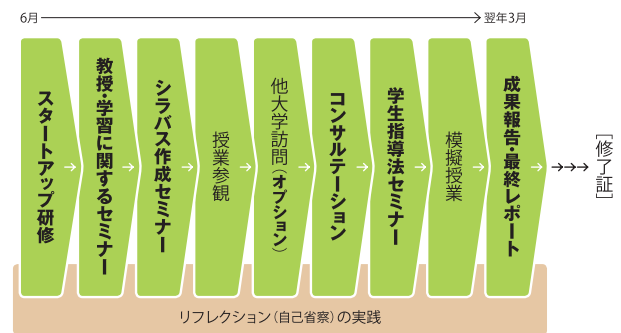 6月
翌年3月
スタートアップ研修
教授・学習に関するセミナー
シラバス作成セミナー
授業参観
他大学訪問（オプション）
コンサルテーション
学生指導法セミナー
模擬授業
成果報告・最終レポート
［修了証］
リフレクション（自己省察）の実践